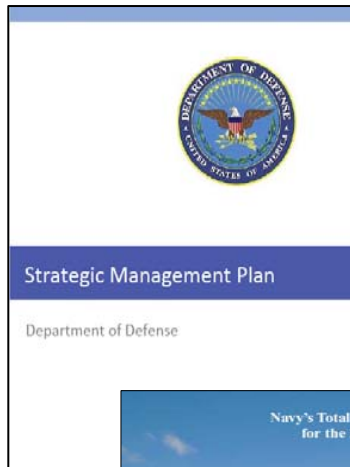 DEPARTMENT OF DEFENSE
UNITED STATES OF AMERICA
Strategic Management Plan
Department of Defense
Navy's Total
for the